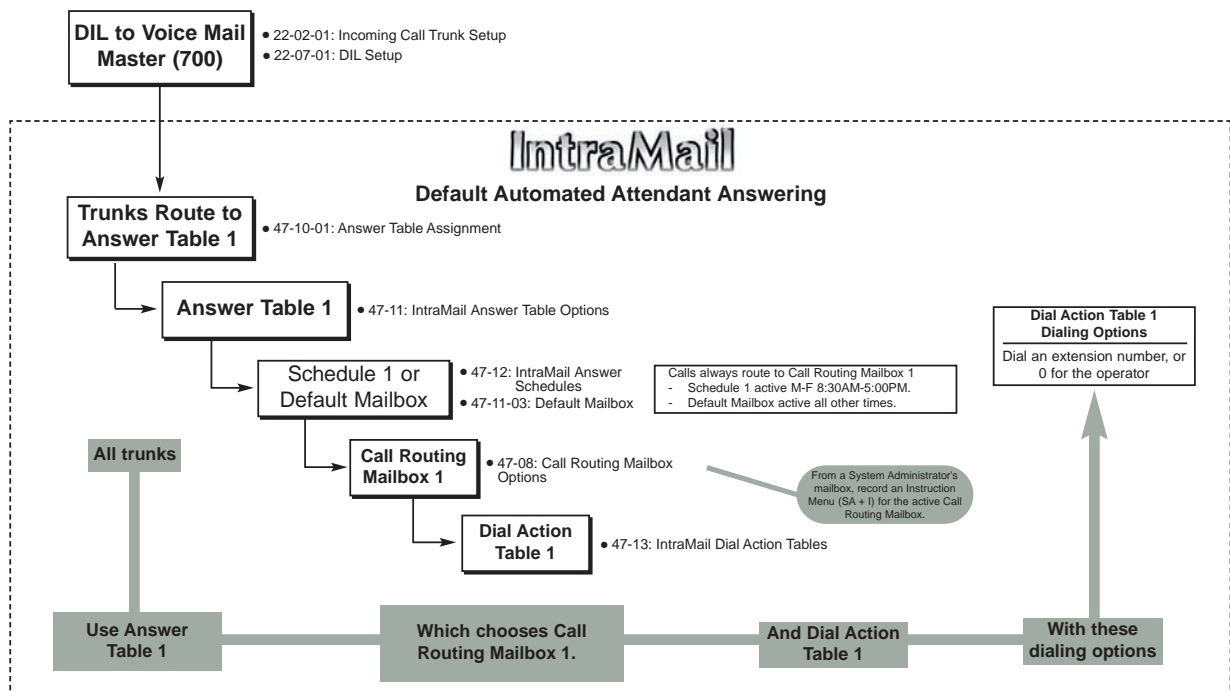 DIL to Voice Mail
Master (700)
● 22-02-01: Incoming Call Trunk Setup
● 22-07-01: DIL Setup
IntraMail
Default Automated Attendant Answering
Trunks Route to
Answer Table 1
● 47-10-01: Answer Table Assignment
Answer Table 1
● 47-11: IntraMail Answer Table Options
Dial Action Table 1
Dialing Options
Dial an extension number, or
0 for the operator
Schedule 1 or
Default Mailbox
● 47-12: IntraMail Answer
Schedules
● 47-11-03: Default Mailbox
Calls always route to Call Routing Mailbox 1
- Schedule 1 active M-F 8:30AM-5:00PM.
- Default Mailbox active all other times.
All trunks
Call Routing
Mailbox 1
● 47-08: Call Routing Mailbox
Options
From a System Administrator's
mailbox, record an Instruction
Menu (SA + I) for the active Call
Routing Mailbox.
Dial Action
Table 1
● 47-13: IntraMail Dial Action Tables
Use Answer
Table 1
Which chooses Call
Routing Mailbox 1.
And Dial Action
Table 1
With these
dialing options